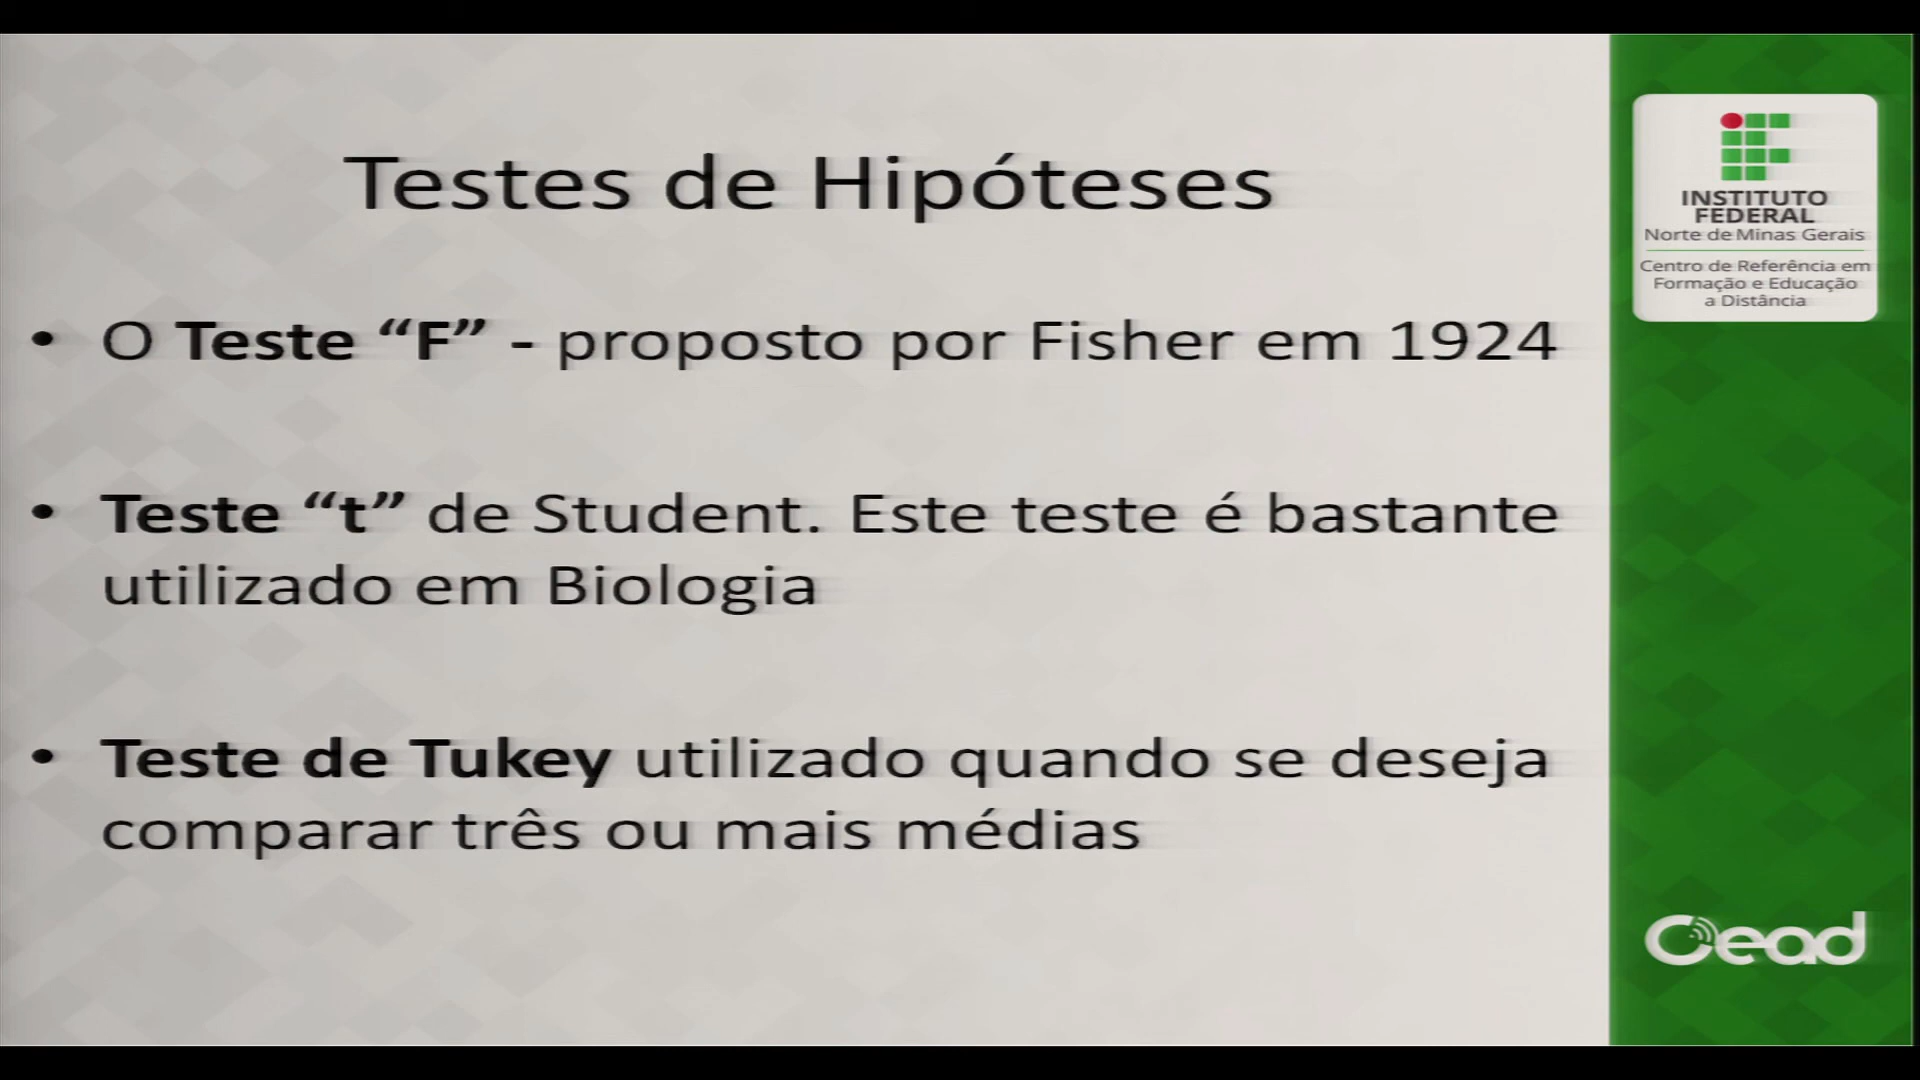 Testes de Hipóteses
• O Teste “F” - proposto por Fisher em 1924
• Teste “t” de Student. Este teste é bastante
utilizado em Biologia
• Teste de Tukey utilizado quando se deseja
comparar três ou mais médias
INSTITUTO
FEDERAL
Norte de Minas Gerais
Centro de Referência em
Formação e Educação
a Distância
Cead